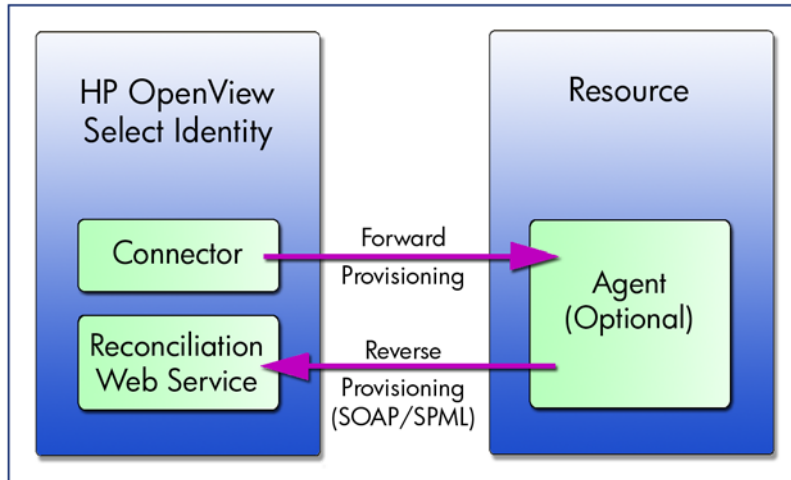 HP OpenView
Select Identity
Connector
Reconciliation
Web Service
Forward
Provisioning
Reverse
Provisioning
(SOAP/SPML)
Resource
Agent
(Optional)